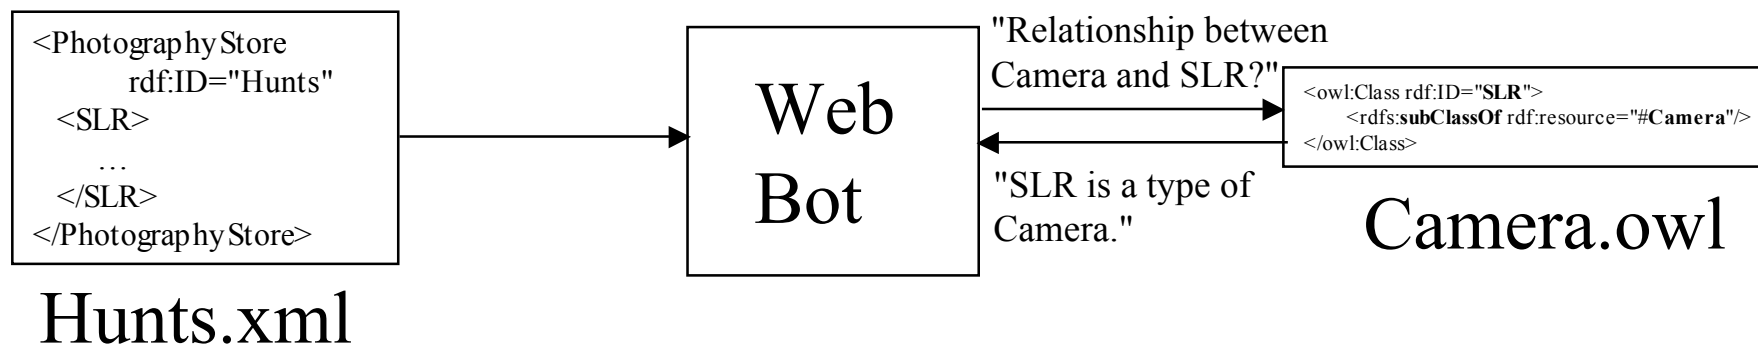 <PhotographyStore
rdf:ID="Hunts"
<SLR>
…
</SLR>
</PhotographyStore>
Hunts.xml
Web
Bot
"Relationship between
Camera and SLR?"
"SLR is a type of
Camera."
<owl:Class rdf:ID="SLR">
<rdfs:subClassOf rdf:resource="#Camera"/>
</owl:Class>
Camera.owl